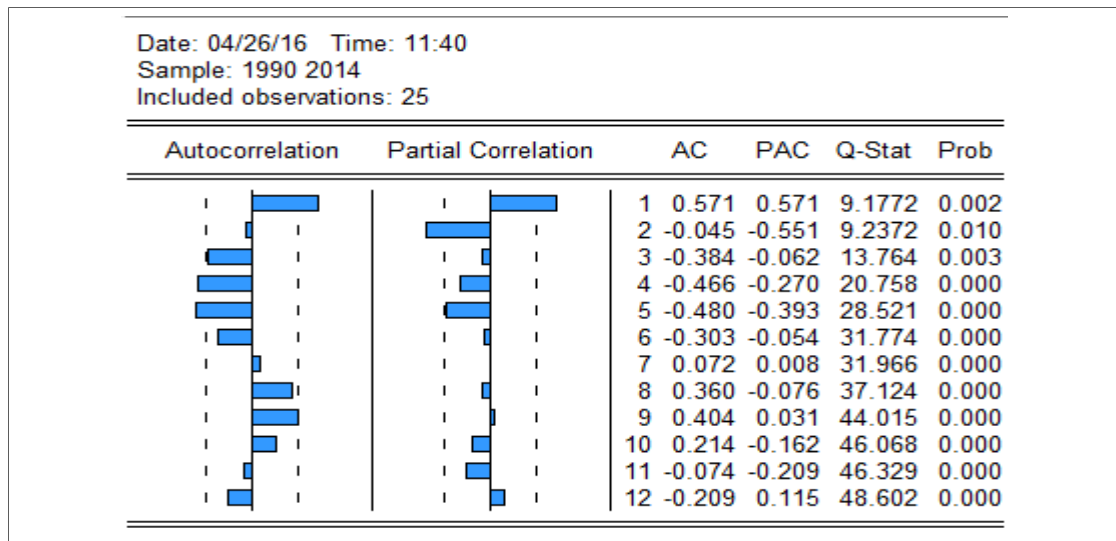 Date: 04/26/16 Time: 11:40
Sample: 1990 2014
Included observations: 25
Autocorrelation Partial Correlation AC PAC Q-Stat Prob
1 0.571 0.571 9.1772 0.002
2 -0.045 -0.551 9.2372 0.010
3 -0.384 -0.062 13.764 0.003
4 -0.466 -0.270 20.758 0.000
5 -0.480 -0.393 28.521 0.000
6 -0.303 -0.054 31.774 0.000
7 0.072 0.008 31.966 0.000
8 0.360 -0.076 37.124 0.000
9 0.404 0.031 44.015 0.000
10 0.214 -0.162 46.068 0.000
11 -0.074 -0.209 46.329 0.000
12 -0.209 0.115 48.602 0.000